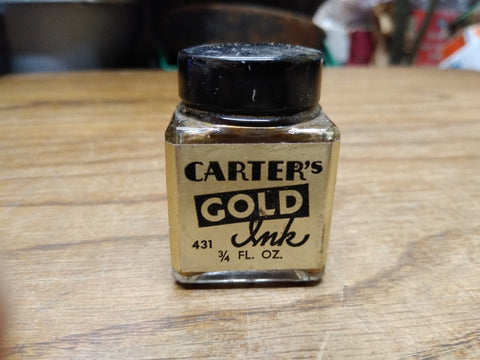 CARTER's
GOLD
Ink
431
¾ FL. OZ.